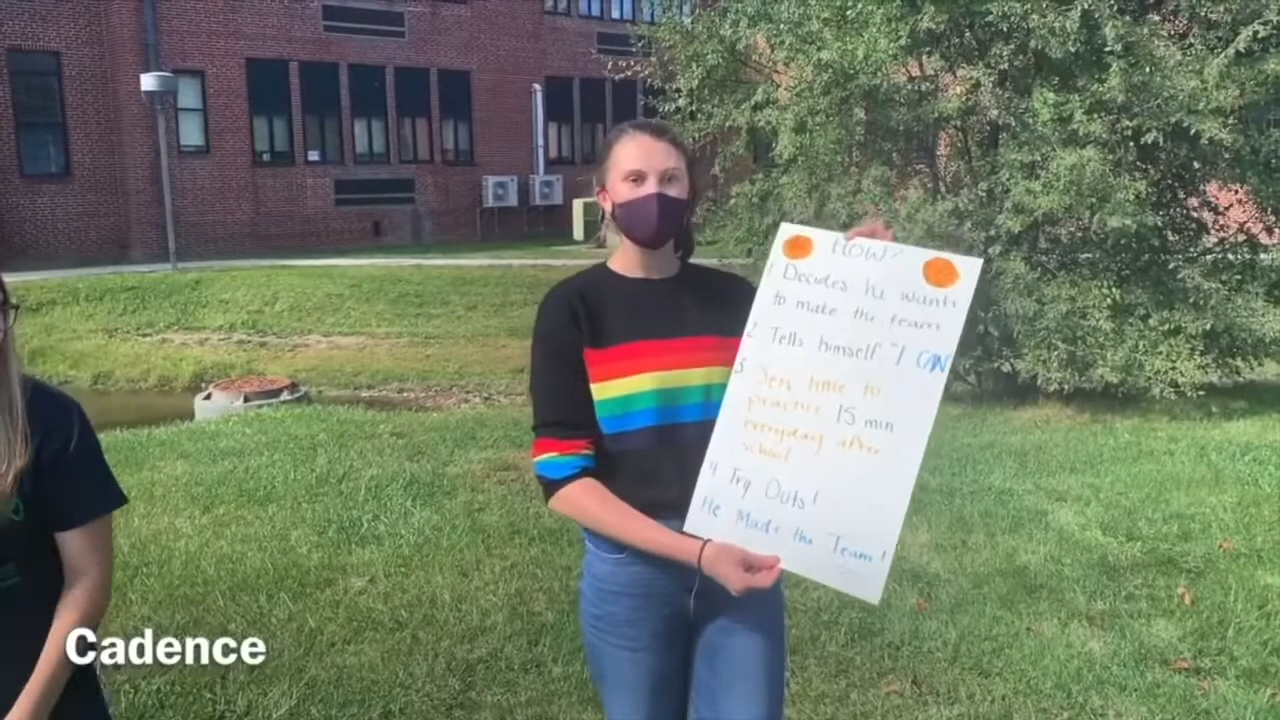 HOW?
1 Decides he wants
to make the team
2 Tells himself "I CAN
3 Sets time to
practice 15 min
everyday after
school
4 Try Outs!
He Made the Team!
Cadence